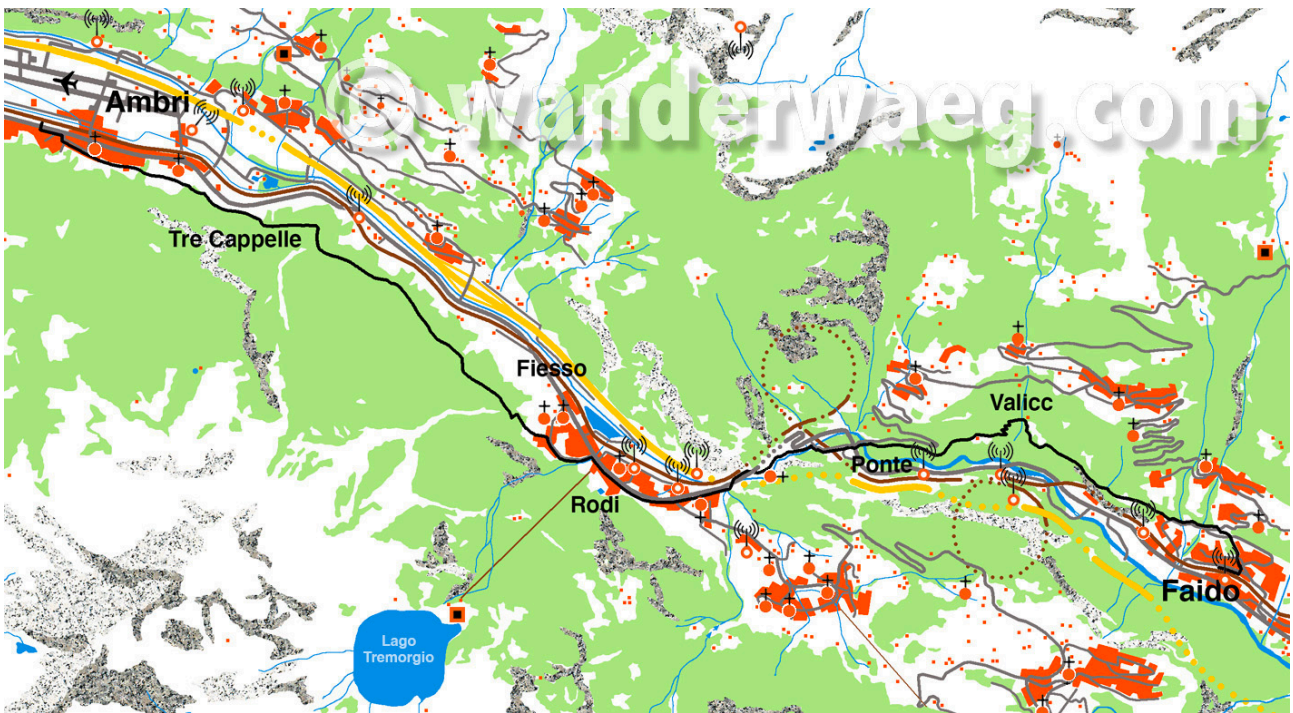 © wanderwaeg.com
Ambri
Tre Cappelle
Fiesso
Valicc
Ponte
Rodi
Faido
Lago
Tremorgio